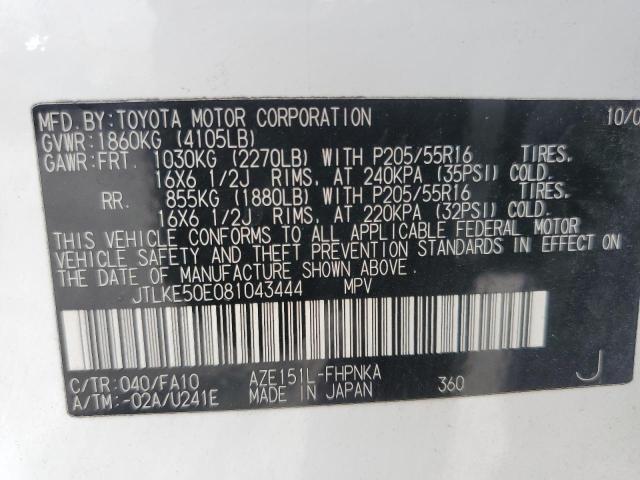 MFD.BY:TOYOTA MOTOR CORPORATION 10/0
GVWR:1860KG (4105LB)
GAWR:FRT. 1030KG (2270LB) WITH P205/55R16 TIRES,
16X6 1/2J RIMS, AT 240KPA (35PSI) COLD.
RR. 855KG (1880LB) WITH P205/55R16 TIRES,
16X6 1/2J RIMS, AT 220KPA (32PSI) COLD.
THIS VEHICLE CONFORMS TO ALL APPLICABLE FEDERAL MOTOR
VEHICLE SAFETY AND THEFT PREVENTION STANDARDS IN EFFECT ON
THE DATE OF MANUFACTURE SHOWN ABOVE.
JTLKE50E081043444 MPV
C/TR:040/FA10 AZE151L-FHPNKA 360 J
A/TM:-02A/U241E MADE IN JAPAN